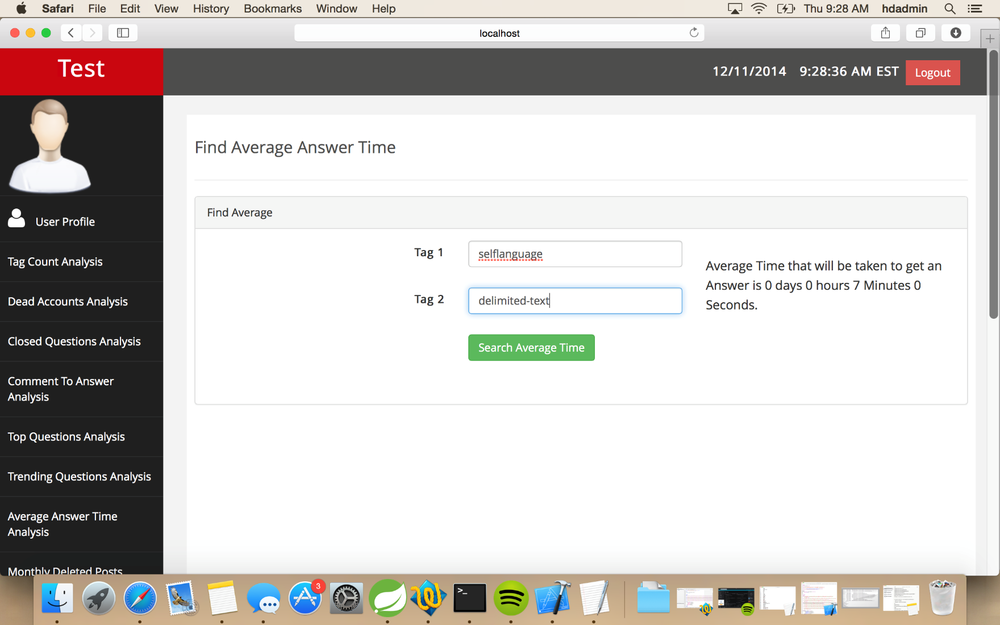 Safari File Edit View History Bookmarks Window Help Thu 9:28 AM hdadmin
localhost
Test
12/11/2014 9:28:36 AM EST Logout
User Profile
Tag Count Analysis
Dead Accounts Analysis
Closed Questions Analysis
Comment To Answer
Analysis
Top Questions Analysis
Trending Questions Analysis
Average Answer Time
Analysis
Monthly Deleted Posts
Find Average Answer Time
Find Average
Tag 1 selflanguage
Tag 2 delimited-text
Search Average Time
Average Time that will be taken to get an
Answer is 0 days 0 hours 7 Minutes 0
Seconds.
3
>_